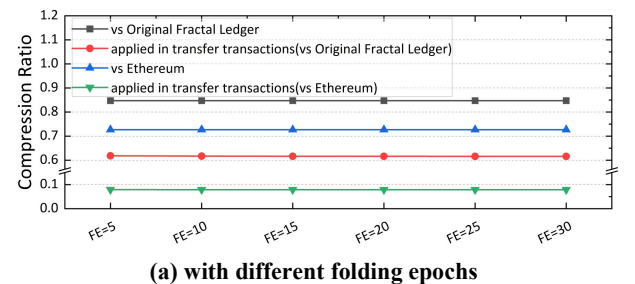 1.2
1.1
1.0
0.9
0.8
0.7
0.6
0.1
0.0
Compression Ratio
vs Original Fractal Ledger
applied in transfer transactions(vs Original Fractal Ledger)
vs Ethereum
applied in transfer transactions(vs Ethereum)
FE=5
FE=10
FE=15
FE=20
FE=25
FE=30
(a) with different folding epochs